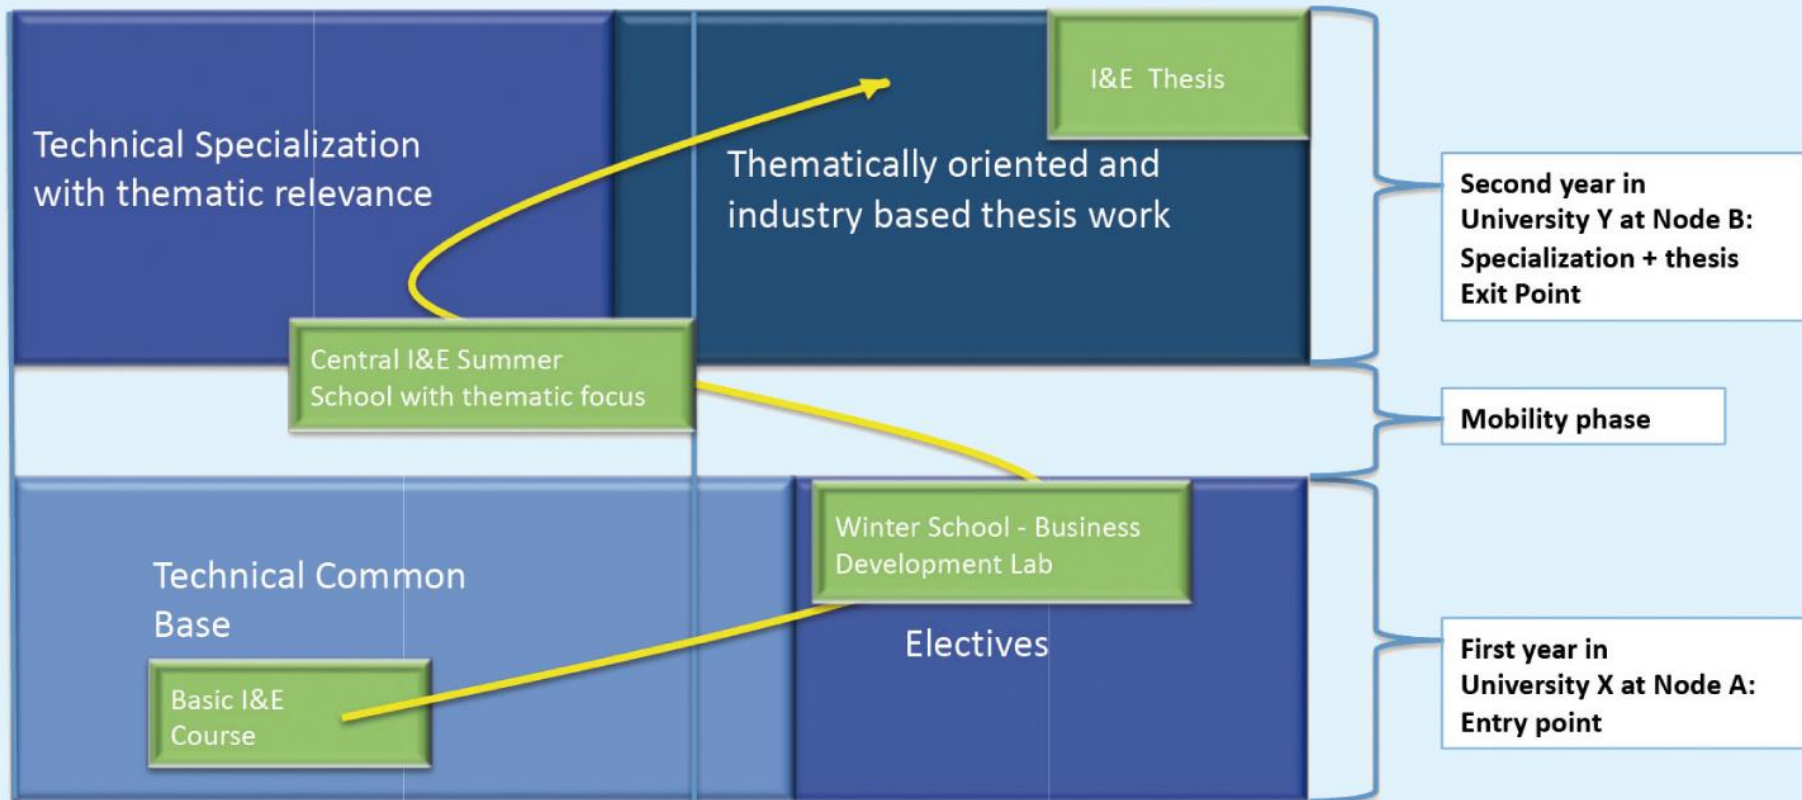 I&E Thesis
Technical Specialization
with thematic relevance
Thematically oriented and
industry based thesis work
Second year in
University Y at Node B:
Specialization + thesis
Exit Point
Central I&E Summer
School with thematic focus
Mobility phase
Winter School - Business
Development Lab
Technical Common
Base
Electives
Basic I&E
Course
First year in
University X at Node A:
Entry point